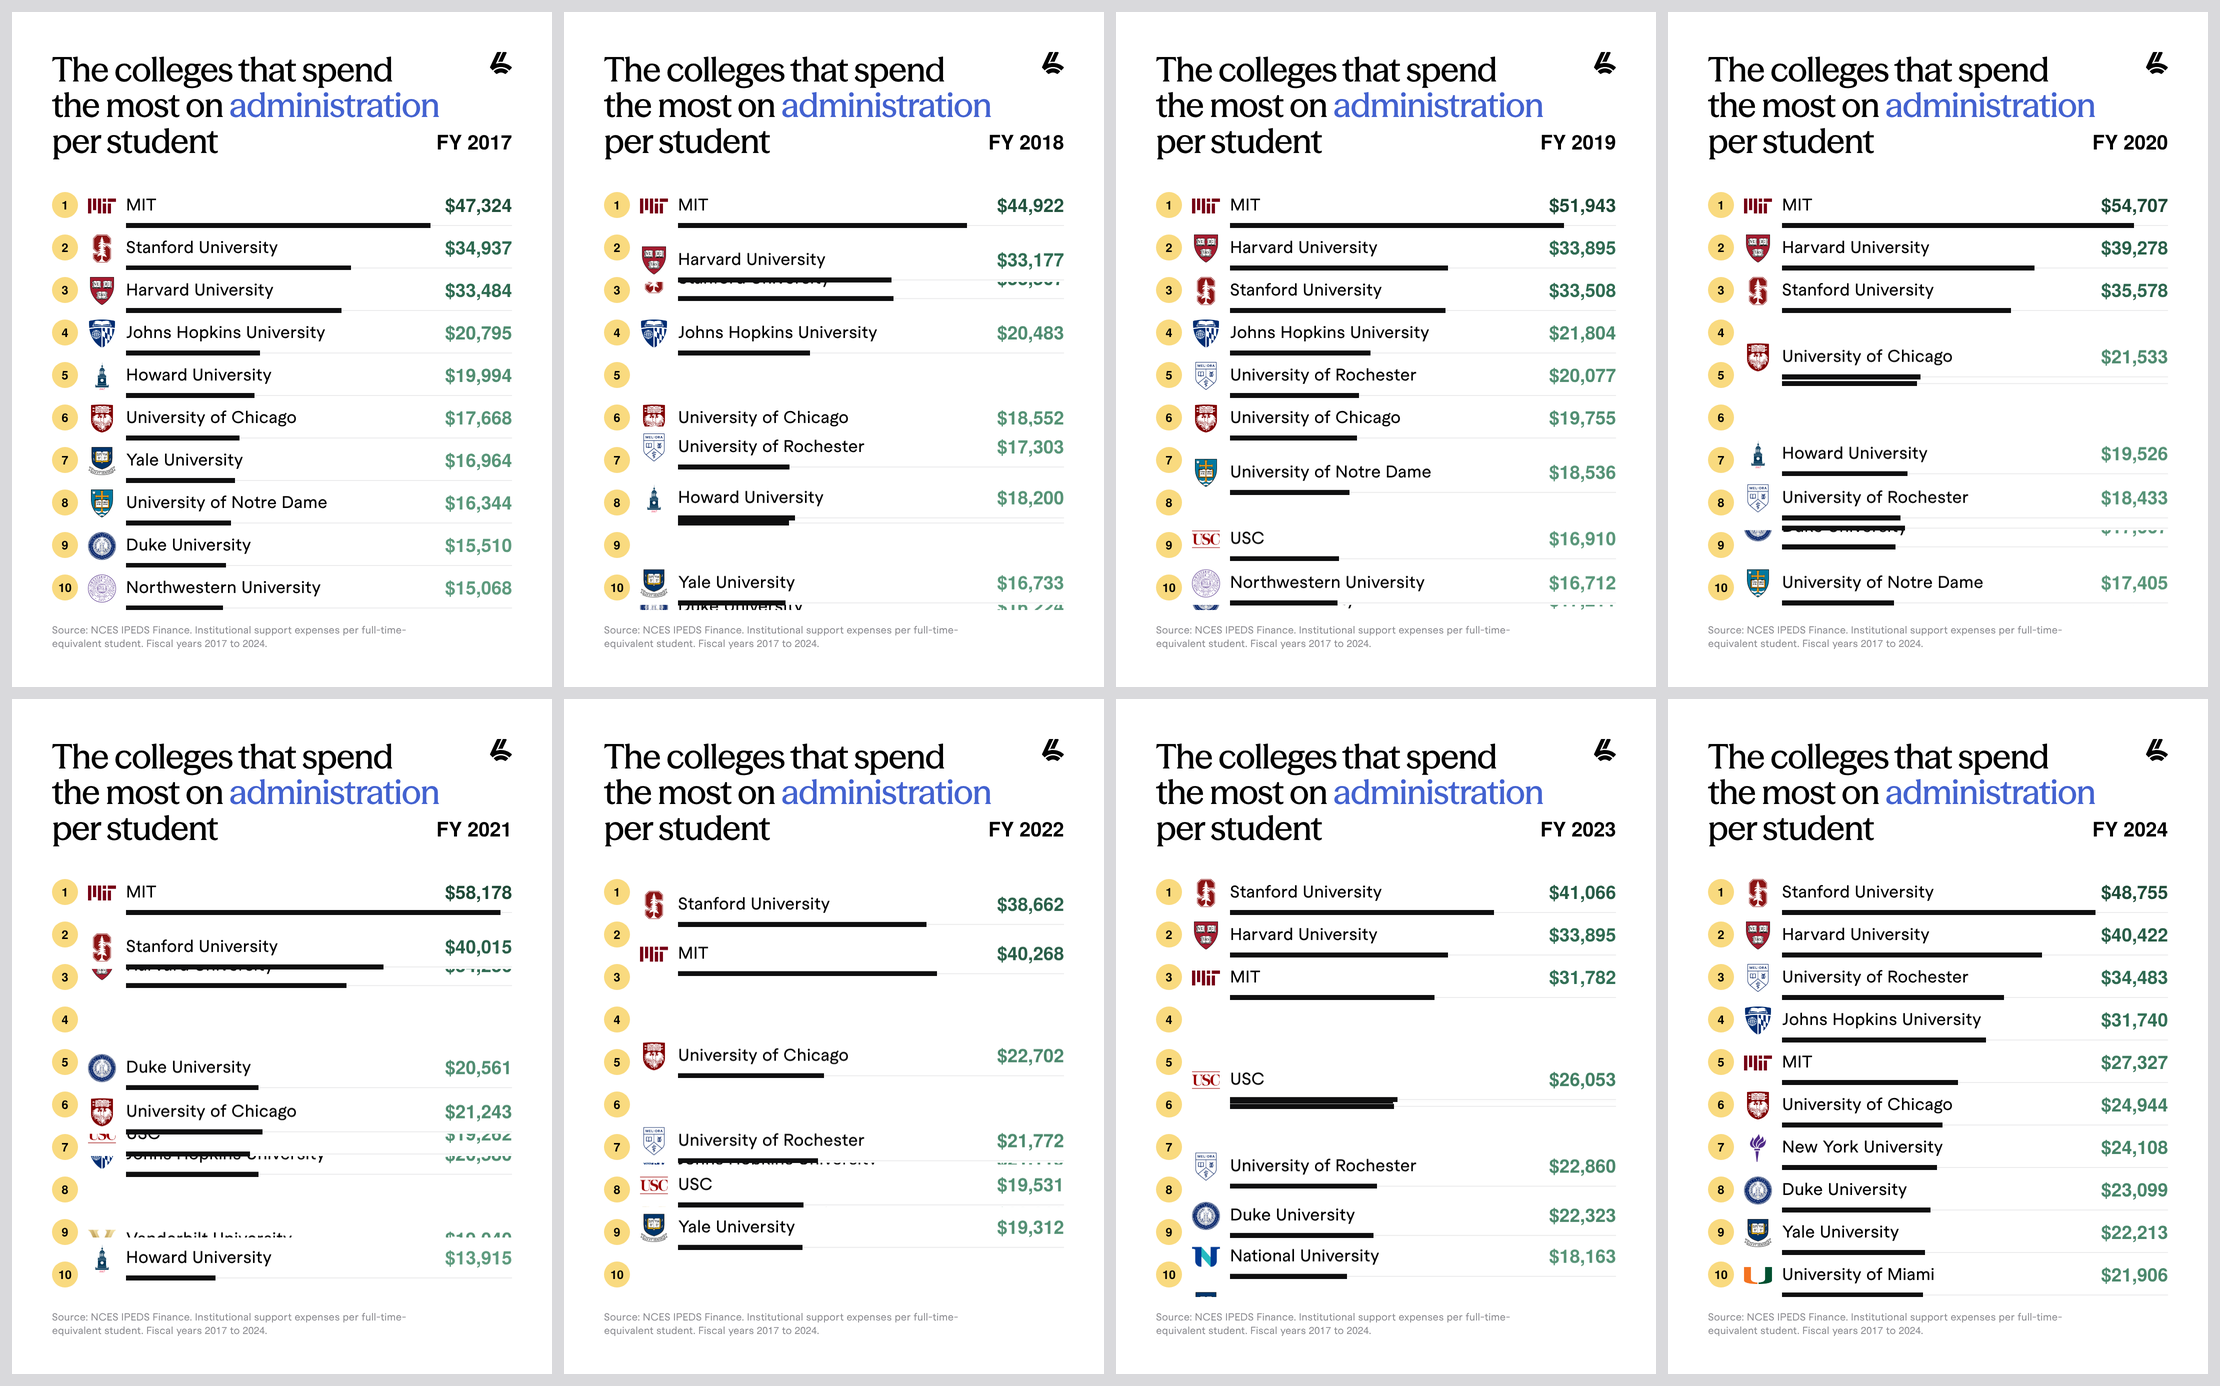 The colleges that spend
the most on administration
per student
FY 2017
1 MIT $47,324
2 Stanford University $34,937
3 Harvard University $33,484
4 Johns Hopkins University $20,795
5 Howard University $19,994
6 University of Chicago $17,668
7 Yale University $16,964
8 University of Notre Dame $16,344
9 Duke University $15,510
10 Northwestern University $15,068
Source: NCES IPEDS Finance. Institutional support expenses per full-time-
equivalent student. Fiscal years 2017 to 2024.
The colleges that spend
the most on administration
per student
FY 2018
1 MIT $44,922
2 Harvard University $33,177
3 Stanford University
4 Johns Hopkins University $20,483
5
6 University of Chicago $18,552
University of Rochester $17,303
7
8 Howard University $18,200
9
10 Yale University $16,733
Duke University
Source: NCES IPEDS Finance. Institutional support expenses per full-time-
equivalent student. Fiscal years 2017 to 2024.
The colleges that spend
the most on administration
per student
FY 2019
1 MIT $51,943
2 Harvard University $33,895
3 Stanford University $33,508
4 Johns Hopkins University $21,804
5 University of Rochester $20,077
6 University of Chicago $19,755
7 University of Notre Dame $18,536
8
9 USC $16,910
10 Northwestern University $16,712
Source: NCES IPEDS Finance. Institutional support expenses per full-time-
equivalent student. Fiscal years 2017 to 2024.
The colleges that spend
the most on administration
per student
FY 2020
1 MIT $54,707
2 Harvard University $39,278
3 Stanford University $35,578
4
University of Chicago $21,533
5
6
7 Howard University $19,526
8 University of Rochester $18,433
Duke University
9
10 University of Notre Dame $17,405
Source: NCES IPEDS Finance. Institutional support expenses per full-time-
equivalent student. Fiscal years 2017 to 2024.
The colleges that spend
the most on administration
per student
FY 2021
1 MIT $58,178
2 Stanford University $40,015
3 Harvard University
4
5 Duke University $20,561
6 University of Chicago $21,243
USC $19,262
7 Johns Hopkins University
8
9 Vanderbilt University
Howard University $13,915
10
Source: NCES IPEDS Finance. Institutional support expenses per full-time-
equivalent student. Fiscal years 2017 to 2024.
The colleges that spend
the most on administration
per student
FY 2022
1 Stanford University $38,662
2
MIT $40,268
3
4
5 University of Chicago $22,702
6
7 University of Rochester $21,772
Johns Hopkins University
8 USC $19,531
9 Yale University $19,312
10
Source: NCES IPEDS Finance. Institutional support expenses per full-time-
equivalent student. Fiscal years 2017 to 2024.
The colleges that spend
the most on administration
per student
FY 2023
1 Stanford University $41,066
2 Harvard University $33,895
3 MIT $31,782
4
5
USC $26,053
6
7
University of Rochester $22,860
8
Duke University $22,323
9
National University $18,163
10
Source: NCES IPEDS Finance. Institutional support expenses per full-time-
equivalent student. Fiscal years 2017 to 2024.
The colleges that spend
the most on administration
per student
FY 2024
1 Stanford University $48,755
2 Harvard University $40,422
3 University of Rochester $34,483
4 Johns Hopkins University $31,740
5 MIT $27,327
6 University of Chicago $24,944
7 New York University $24,108
8 Duke University $23,099
9 Yale University $22,213
10 University of Miami $21,906
Source: NCES IPEDS Finance. Institutional support expenses per full-time-
equivalent student. Fiscal years 2017 to 2024.